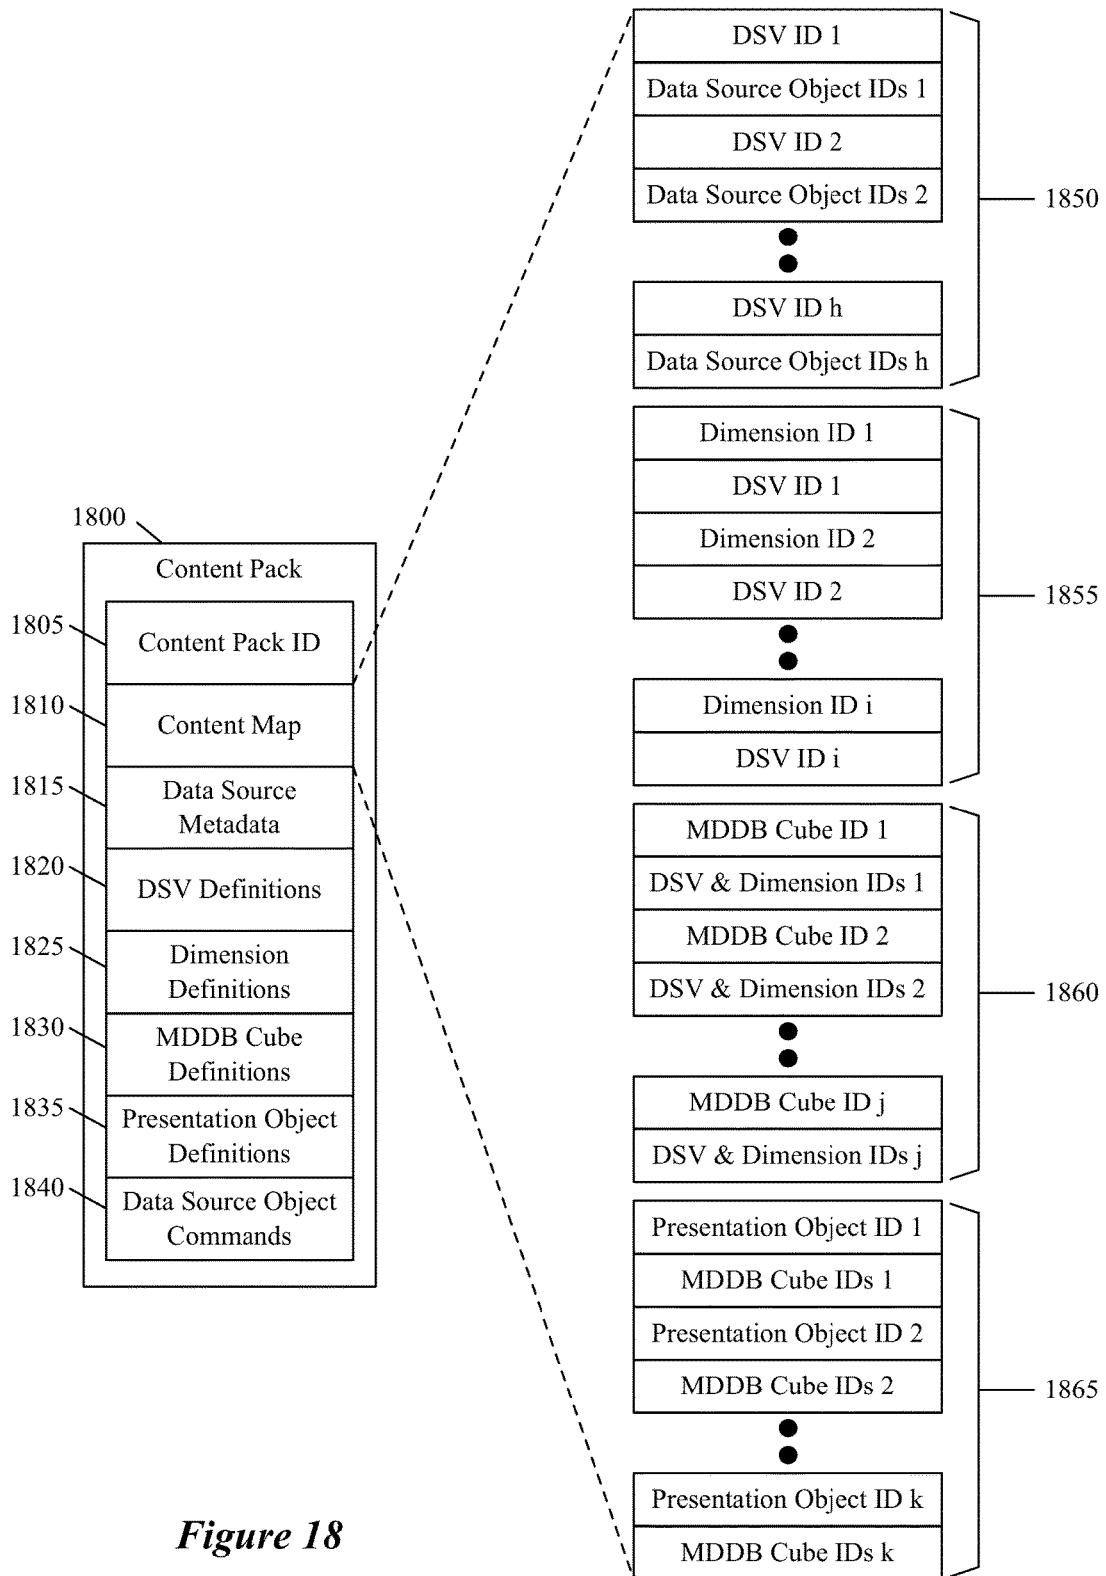 1800
Content Pack
1805
Content Pack ID
1810
Content Map
1815
Data Source
Metadata
1820
DSV Definitions
1825
Dimension
Definitions
1830
MDDB Cube
Definitions
1835
Presentation Object
Definitions
1840
Data Source Object
Commands
DSV ID 1
Data Source Object IDs 1
DSV ID 2
Data Source Object IDs 2
DSV ID h
Data Source Object IDs h
1850
Dimension ID 1
DSV ID 1
Dimension ID 2
DSV ID 2
Dimension ID i
DSV ID i
1855
MDDB Cube ID 1
DSV & Dimension IDs 1
MDDB Cube ID 2
DSV & Dimension IDs 2
MDDB Cube ID j
DSV & Dimension IDs j
1860
Presentation Object ID 1
MDDB Cube IDs 1
Presentation Object ID 2
MDDB Cube IDs 2
Presentation Object ID k
MDDB Cube IDs k
1865
Figure 18